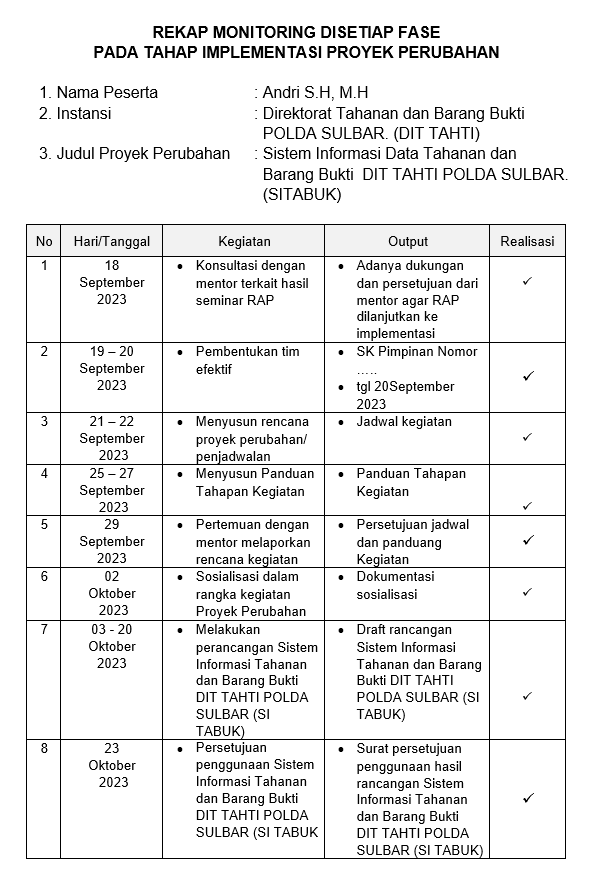 REKAP MONITORING DISETIAP FASE
PADA TAHAP IMPLEMENTASI PROYEK PERUBAHAN
1. Nama Peserta : Andri S.H, M.H
2. Instansi : Direktorat Tahanan dan Barang Bukti
POLDA SULBAR. (DIT TAHTI)
3. Judul Proyek Perubahan : Sistem Informasi Data Tahanan dan
Barang Bukti DIT TAHTI POLDA SULBAR.
(SITABUK)
No Hari/Tanggal Kegiatan Output Realisasi
1 18 • Konsultasi dengan • Adanya dukungan
September mentor terkait hasil dan persetujuan dari ✓
2023 seminar RAP mentor agar RAP
dilanjutkan ke
implementasi
2 19 – 20 • Pembentukan tim • SK Pimpinan Nomor
September efektif …..
2023 • tgl 20September ✓
2023
3 21 – 22 • Menyusun rencana • Jadwal kegiatan
September proyek perubahan/ ✓
2023 penjadwalan
4 25 – 27 • Menyusun Panduan • Panduan Tahapan
September Tahapan Kegiatan Kegiatan
2023 ✓
5 29 • Pertemuan dengan • Persetujuan jadwal
September mentor melaporkan dan panduang ✓
2023 rencana kegiatan Kegiatan
6 02 • Sosialisasi dalam • Dokumentasi
Oktober rangka kegiatan sosialisasi ✓
2023 Proyek Perubahan
7 03 - 20 • Melakukan • Draft rancangan
Oktober perancangan Sistem Sistem Informasi
2023 Informasi Tahanan Tahanan dan Barang
dan Barang Bukti Bukti DIT TAHTI
DIT TAHTI POLDA POLDA SULBAR (SI ✓
SULBAR (SI TABUK)
TABUK)
8 23 • Persetujuan • Surat persetujuan
Oktober penggunaan Sistem penggunaan hasil
2023 Informasi Tahanan rancangan Sistem
dan Barang Bukti Informasi Tahanan ✓
DIT TAHTI POLDA dan Barang Bukti
SULBAR (SI TABUK DIT TAHTI POLDA
SULBAR (SI TABUK)